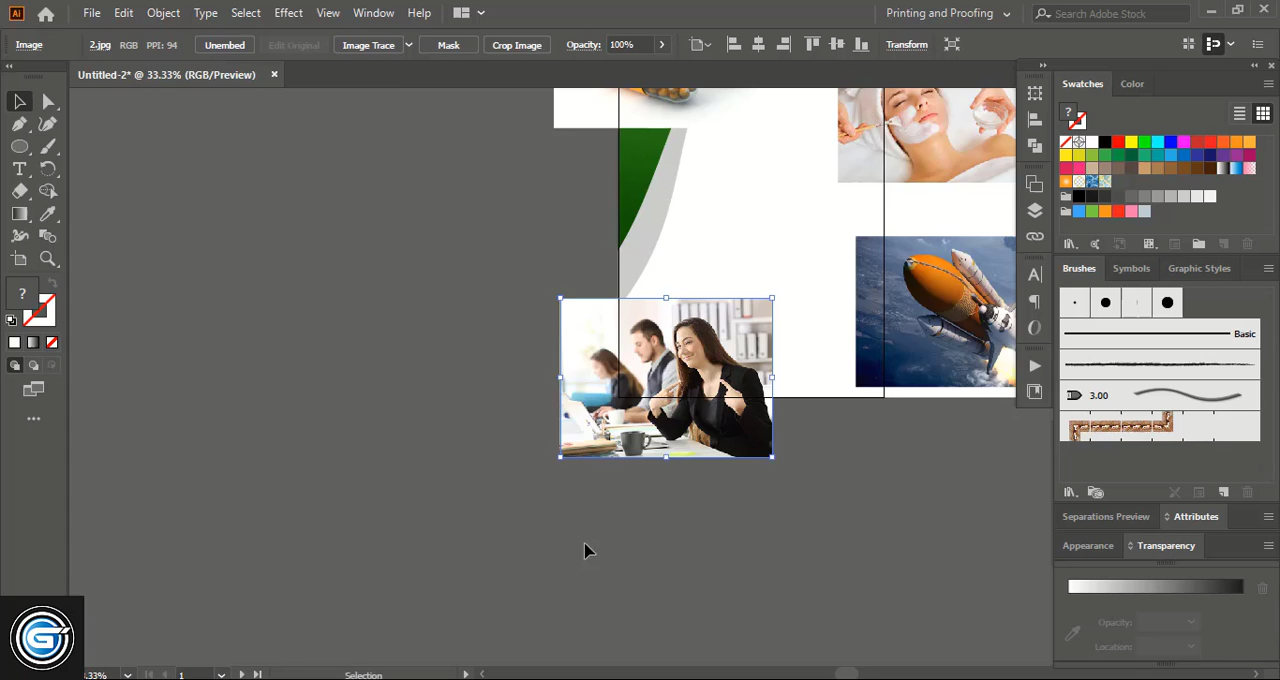 Ai File Edit Object Type Select Effect View Window Help Printing and Proofing Search Adobe Stock
Image 2.jpg RGB PPI: 94 Unembed Edit Original Image Trace Mask Crop Image Opacity: 100% Transform
Untitled-2* @ 33.33% (RGB/Preview)
Swatches Color
?
?
Brushes Symbols Graphic Styles
Basic
3.00
Separations Preview Attributes
Appearance Transparency
Opacity:
Location:
3.33% 1 Selection